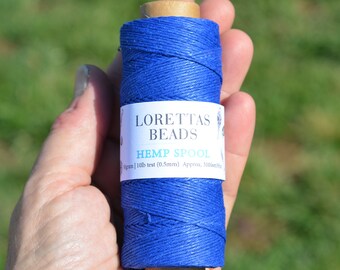 LORETTAS
BEADS
HEMP SPOOL
10lb test (0.5mm). Approx.